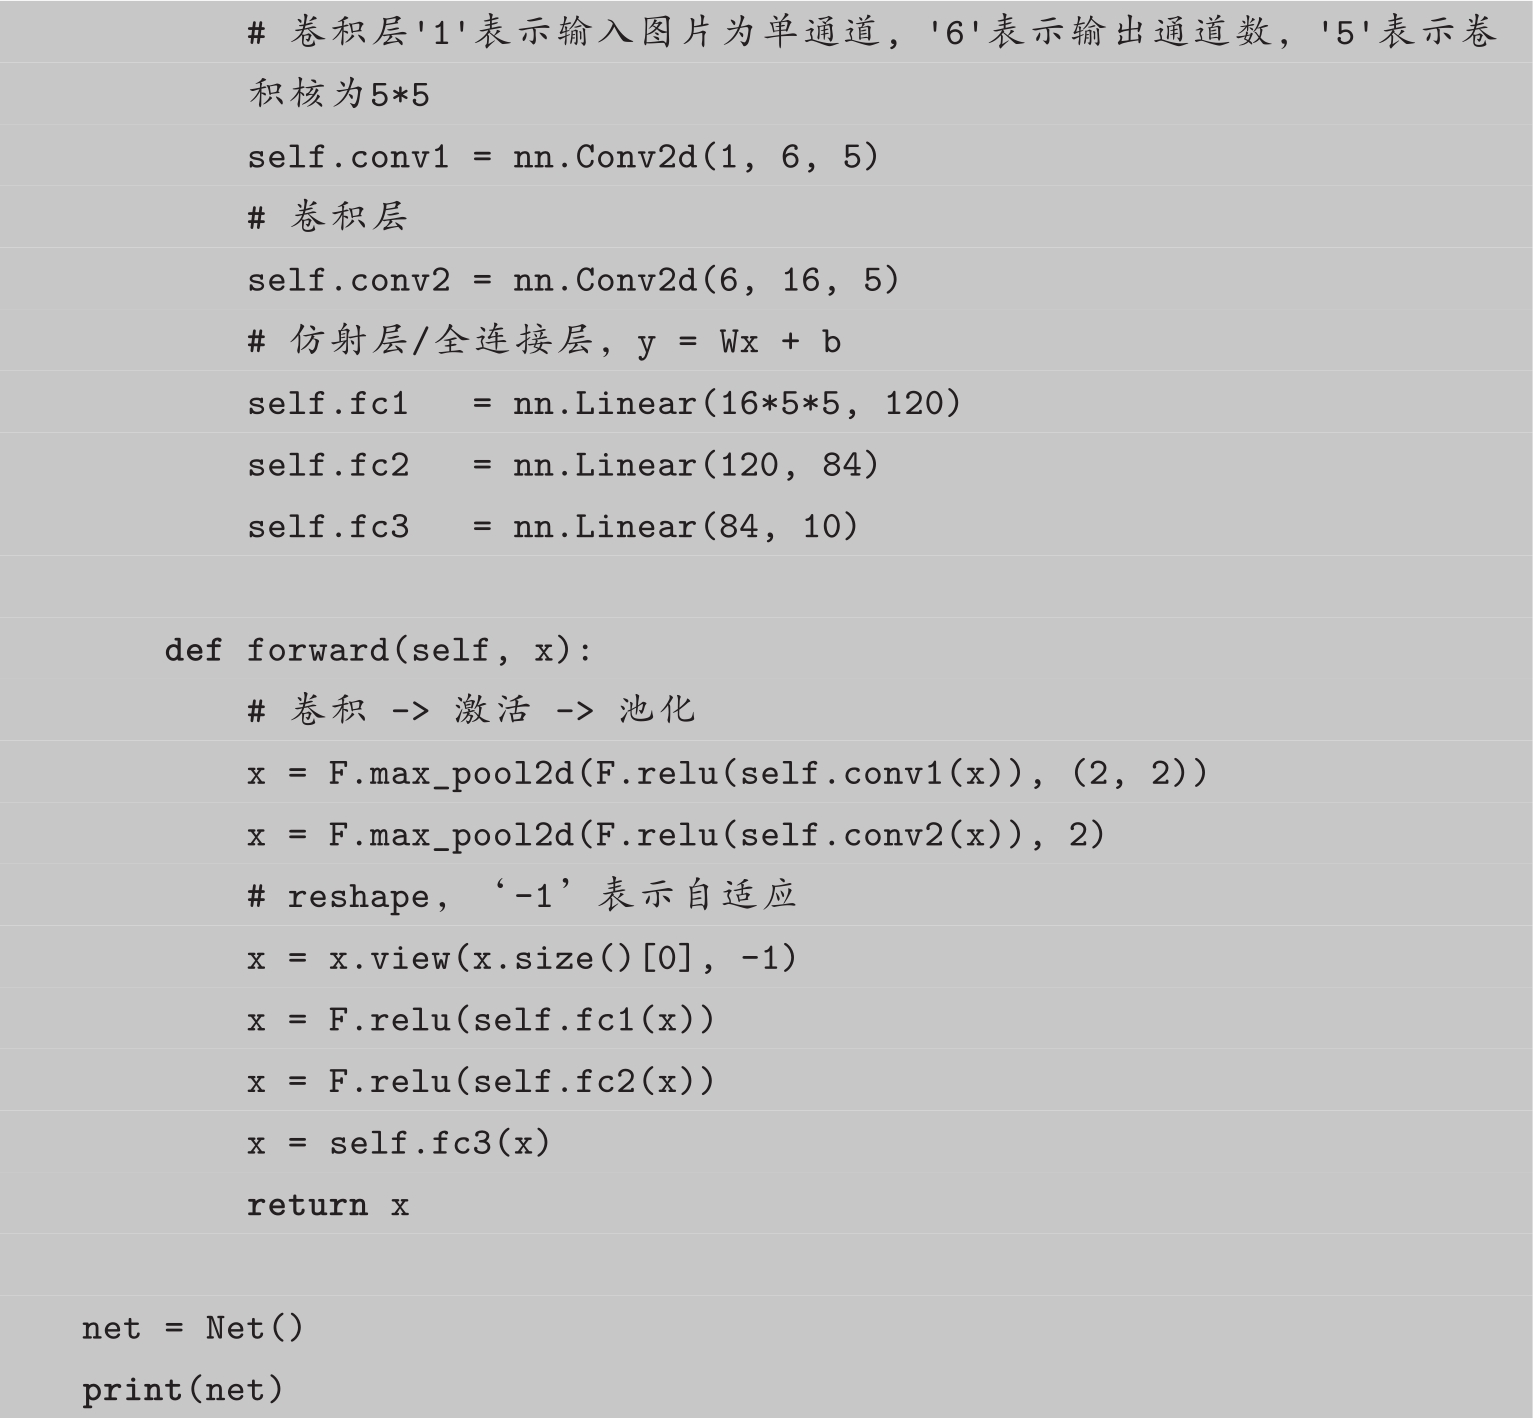 # 卷积层'1'表示输入图片为单通道, '6'表示输出通道数, '5'表示卷
积核为5*5
self.conv1 = nn.Conv2d(1, 6, 5)
# 卷积层
self.conv2 = nn.Conv2d(6, 16, 5)
# 仿射层/全连接层, y = Wx + b
self.fc1   = nn.Linear(16*5*5, 120)
self.fc2   = nn.Linear(120, 84)
self.fc3   = nn.Linear(84, 10)
def forward(self, x):
# 卷积 -> 激活 -> 池化
x = F.max_pool2d(F.relu(self.conv1(x)), (2, 2))
x = F.max_pool2d(F.relu(self.conv2(x)), 2)
# reshape, ‘-1’表示自适应
x = x.view(x.size()[0], -1)
x = F.relu(self.fc1(x))
x = F.relu(self.fc2(x))
x = self.fc3(x)
return x
net = Net()
print(net)